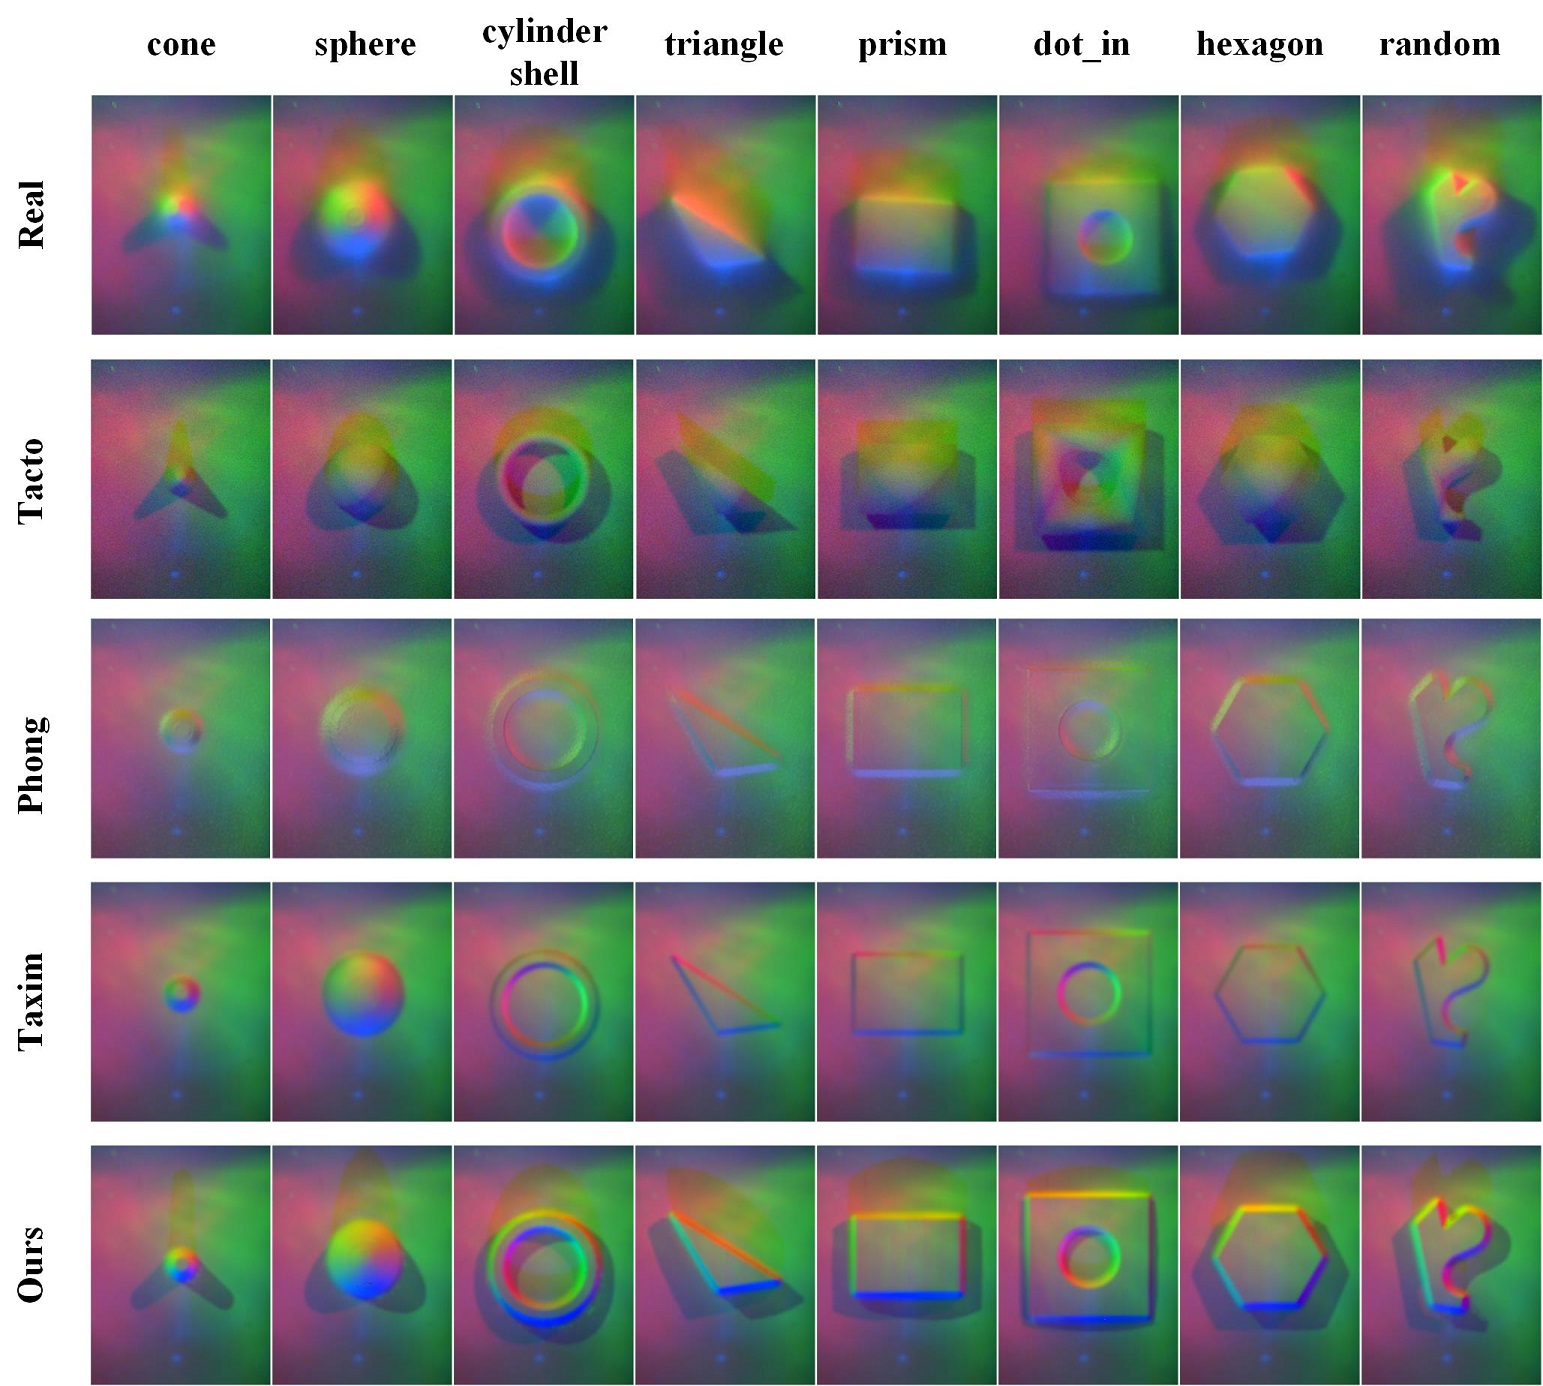 cone sphere cylinder shell triangle prism dot_in hexagon random
Real
Tacto
Phong
Taxim
Ours